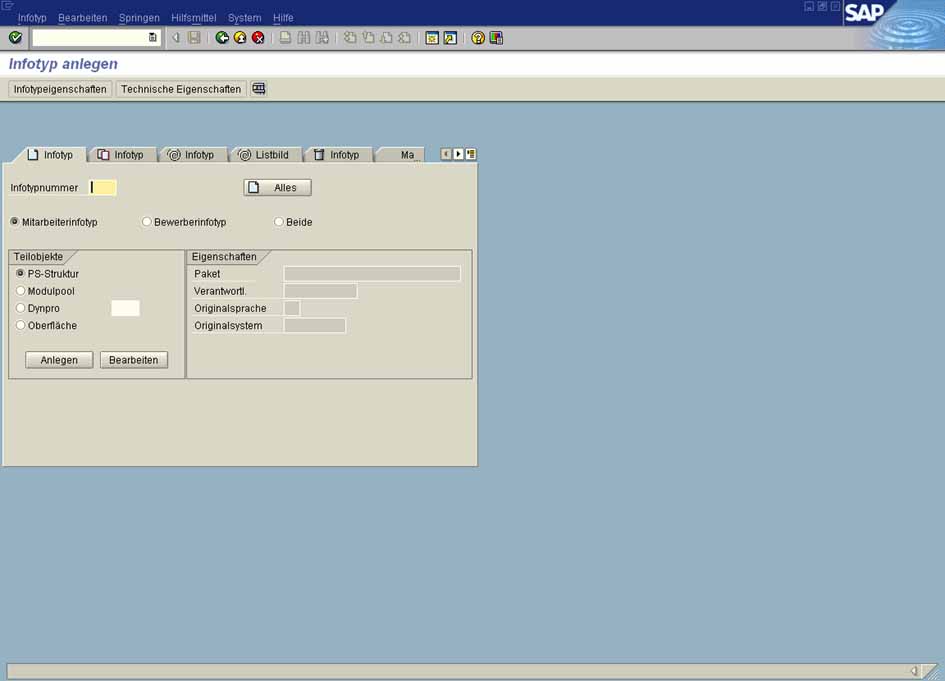 Infotyp Bearbeiten Springen Hilfsmittel System Hilfe
SAP
Infotyp anlegen
Infotypeigenschaften Technische Eigenschaften
Infotyp Infotyp Infotyp Listbild Infotyp Ma...
Infotypnummer Alles
Mitarbeiterinfotyp Bewerberinfotyp Beide
Teilobjekte Eigenschaften
PS-Struktur Paket
Modulpool Verantwortl.
Dynpro Originalsprache
Oberfläche Originalsystem
Anlegen Bearbeiten